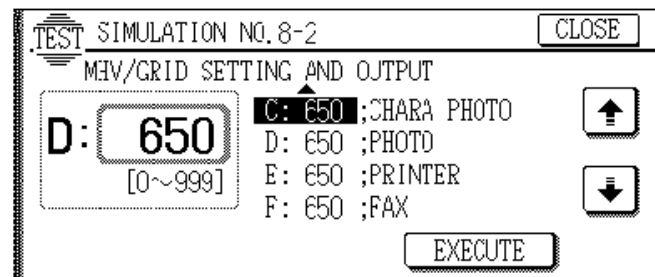 TEST SIMULATION NO.8-2 CLOSE
MHV/GRID SETTING AND OUTPUT
C: 650 ;CHARA PHOTO
D: 650
D: 650 ;PHOTO
[0~999]
E: 650 ;PRINTER
F: 650 ;FAX
EXECUTE